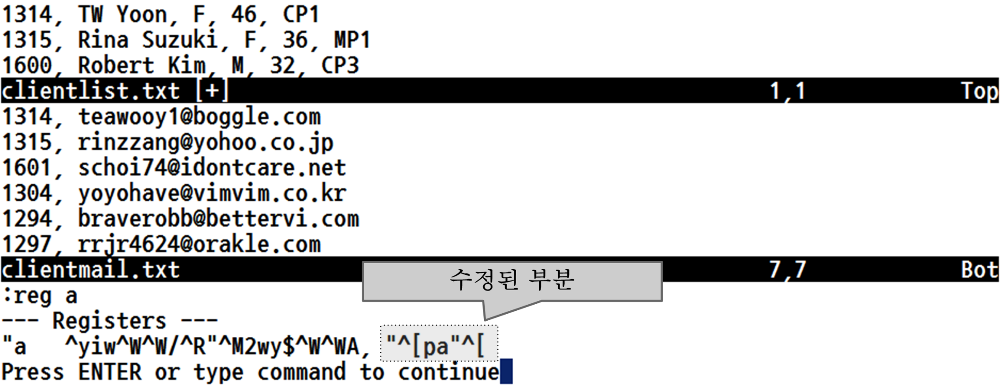 1314, TW Yoon, F, 46, CP1
1315, Rina Suzuki, F, 36, MP1
1600, Robert Kim, M, 32, CP3
clientlist.txt [+] 1,1 Top
1314, teawooy1@boggle.com
1315, rinzzang@yohoo.co.jp
1601, schoi74@idontcare.net
1304, yoyohave@vimvim.co.kr
1294, braverobb@bettervi.com
1297, rrjr4624@orakle.com
clientmail.txt 7,7 Bot
수정된 부분
:reg a
--- Registers ---
"a ^yiw^W^W/^R"^M2wy$^W^WA, "^[pa"^[
Press ENTER or type command to continue